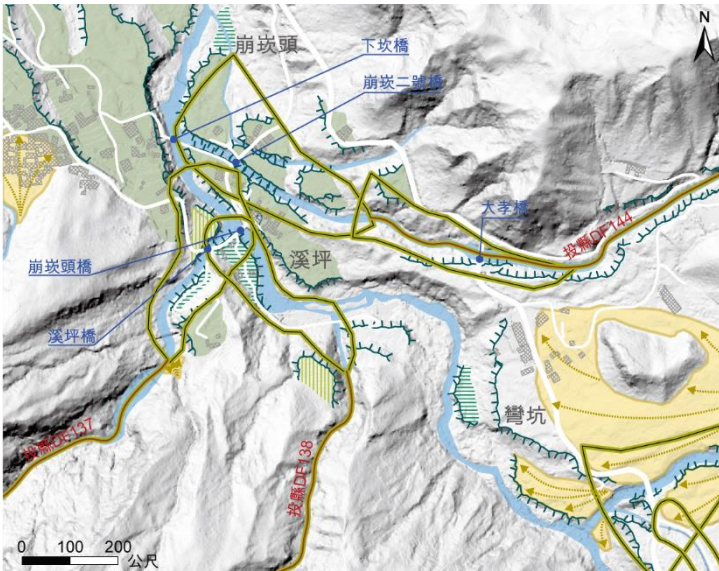 N
崩崁頭
下坎橋
崩崁二號橋
大孝橋
投縣DF144
溪坪
崩崁頭橋
溪坪橋
彎坑
投縣DF137
投縣DF138
0 100 200
公尺